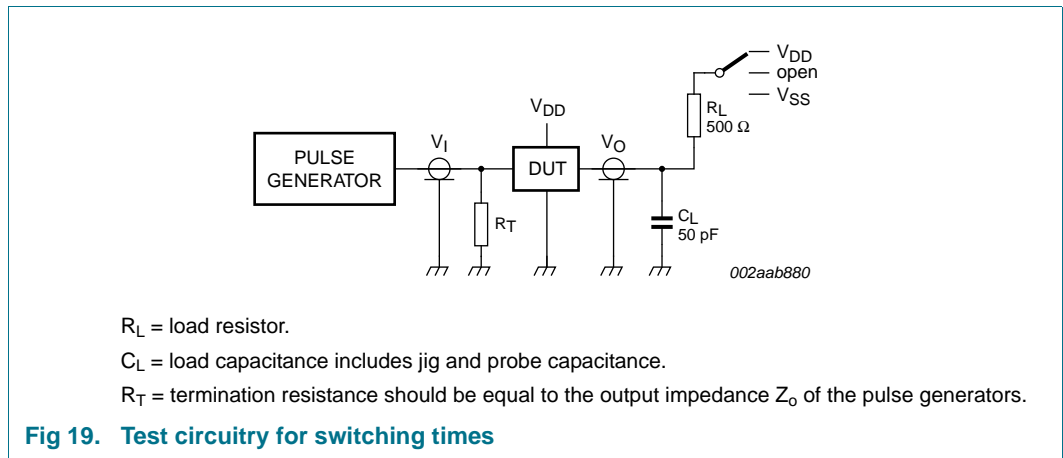 VDD
open
VSS
RL
500 Ω
VDD
VI
VO
PULSE
GENERATOR
DUT
RT
CL
50 pF
002aab880
RL = load resistor.
CL = load capacitance includes jig and probe capacitance.
RT = termination resistance should be equal to the output impedance Zo of the pulse generators.
Fig 19. Test circuitry for switching times